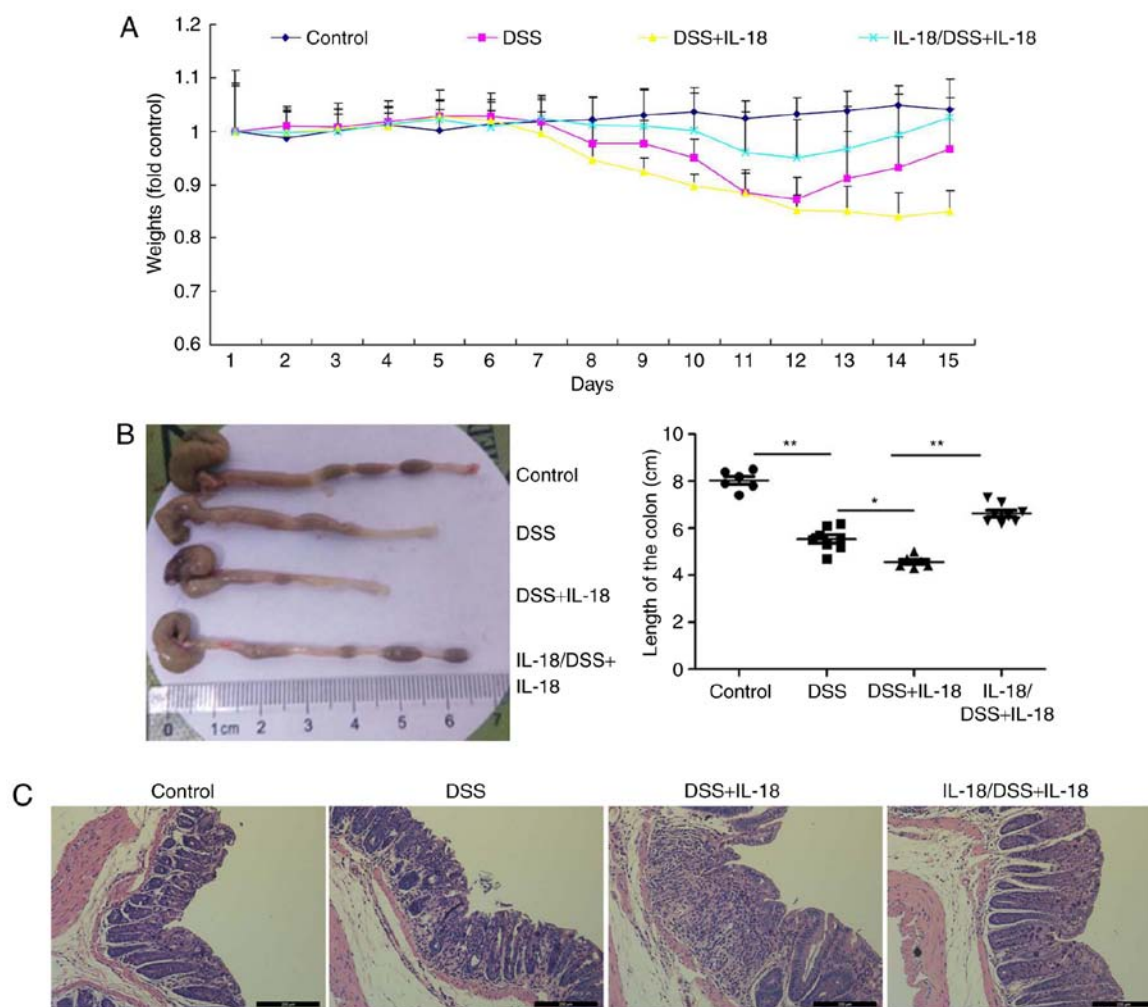 A
Control DSS DSS+IL-18 IL-18/DSS+IL-18
Weights (fold control)
1.2
1.1
1
0.9
0.8
0.7
0.6
1 2 3 4 5 6 7 8 9 10 11 12 13 14 15
Days
B
Control
DSS
DSS+IL-18
IL-18/DSS+
IL-18
0 1cm 2 3 4 5 6 7
Length of the colon (cm)
10
8
6
4
2
0
** ** *
Control DSS DSS+IL-18 IL-18/
DSS+IL-18
C
Control DSS DSS+IL-18 IL-18/DSS+IL-18